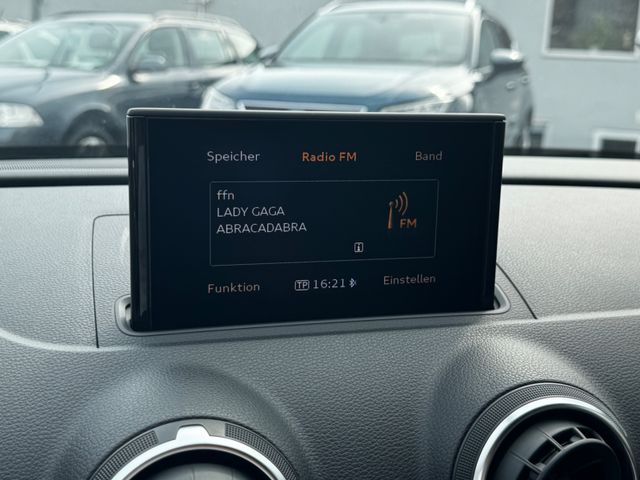 Speicher Radio FM Band
ffn
LADY GAGA
ABRACADABRA
FM
i
Funktion TP 16:21 Einstellen